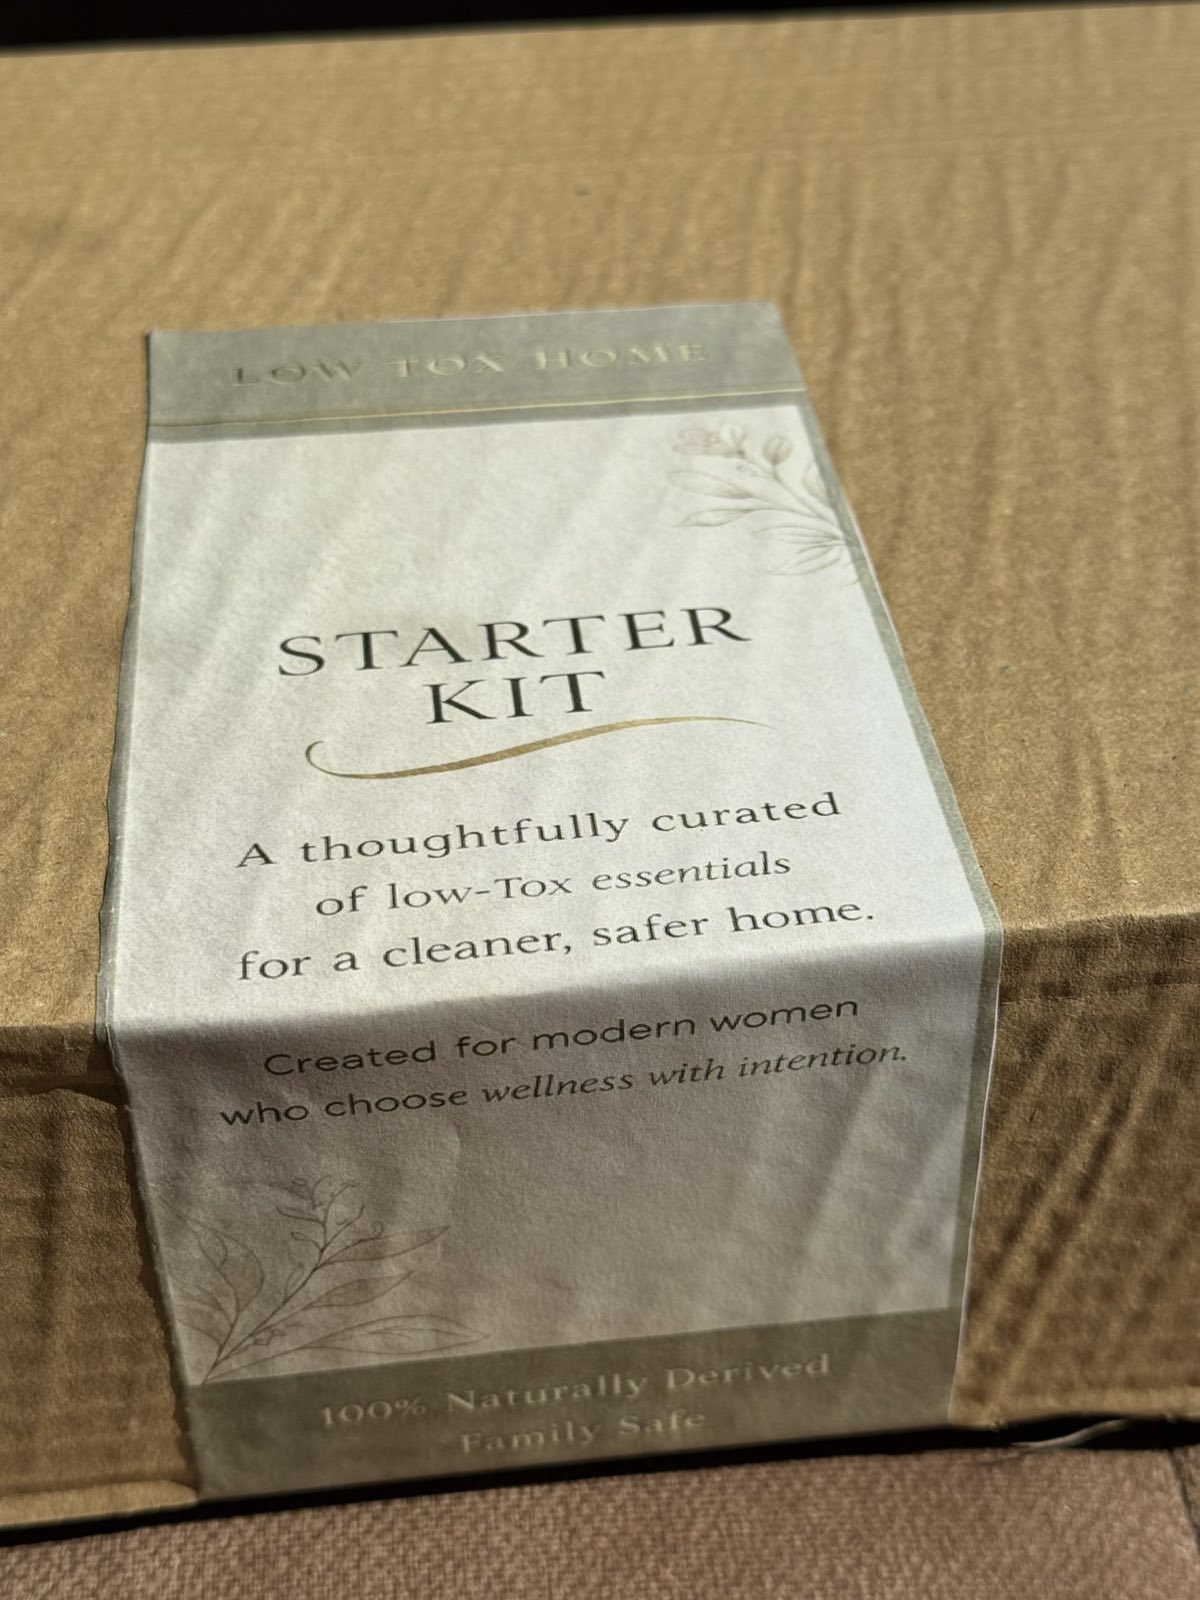 LOW TOX HOME
STARTER
KIT
A thoughtfully curated
of low-Tox essentials
for a cleaner, safer home.
Created for modern women
who choose wellness with intention.
100% Naturally Derived
Family Safe